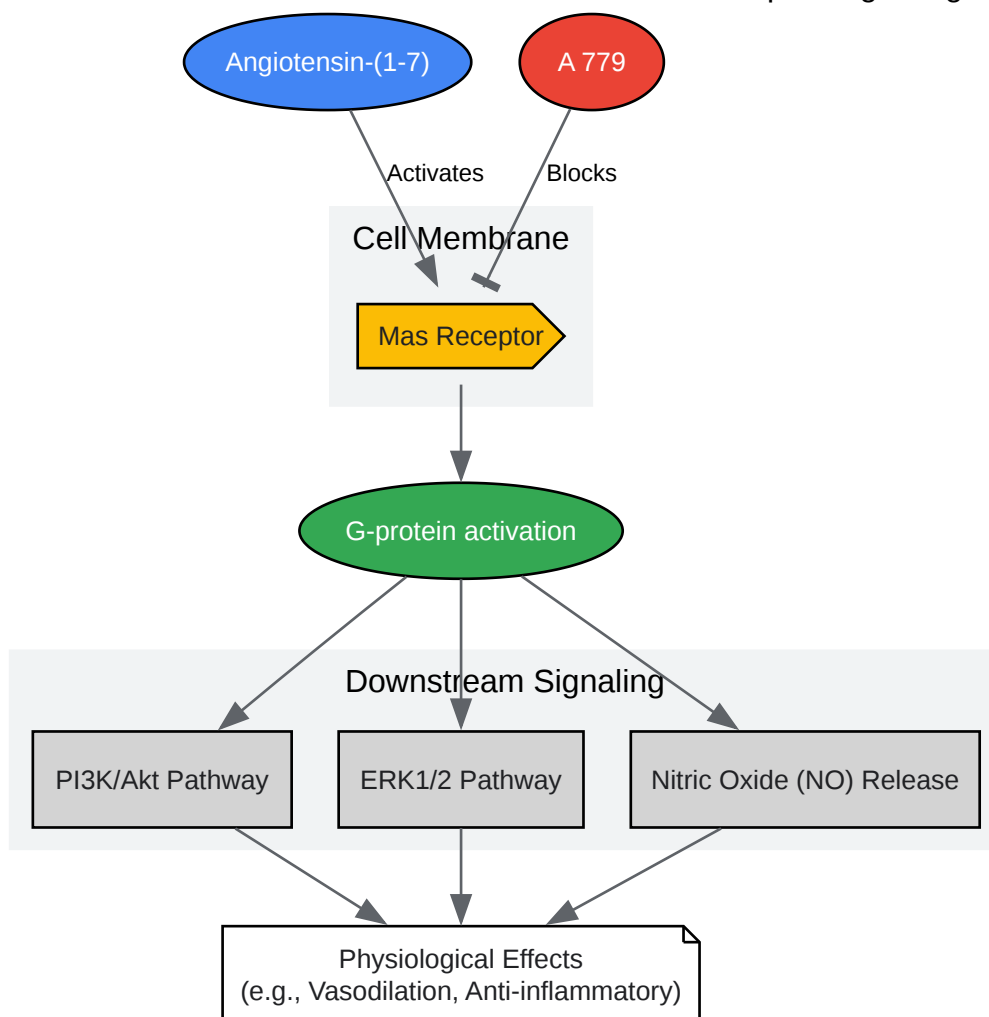 Angiotensin-(1-7)
A 779
Activates
Blocks
Cell Membrane
Mas Receptor
G-protein activation
Downstream Signaling
PI3K/Akt Pathway
ERK1/2 Pathway
Nitric Oxide (NO) Release
Physiological Effects
(e.g., Vasodilation, Anti-inflammatory)